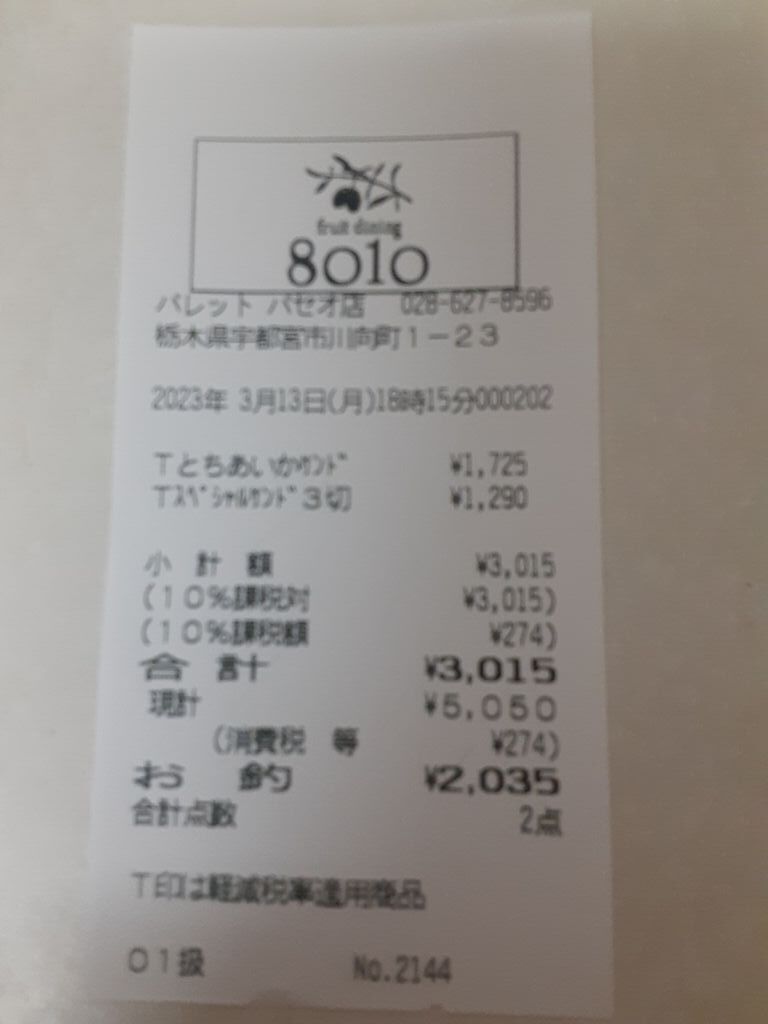 fruit dining
8010
パレット パセオ店 028-627-8596
栃木県宇都宮市川向町1-23
2023年 3月13日(月)18時15分000202
Tとちあいかｻﾝﾄﾞ ¥1,725
Tｽﾍﾟｼｬﾙｻﾝﾄﾞ3切 ¥1,290
小 計 額 ¥3,015
(10%課税対 ¥3,015)
(10%課税額 ¥274)
合 計 ¥3,015
現計 ¥5,050
(消費税 等 ¥274)
お 釣 ¥2,035
合計点数 2点
T印は軽減税率適用商品
01扱 No.2144